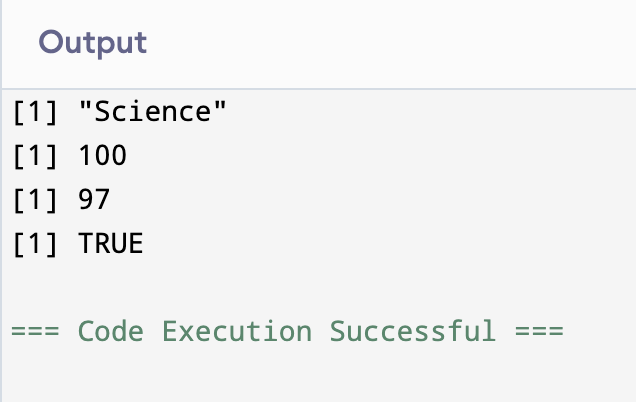 Output
[1] "Science"
[1] 100
[1] 97
[1] TRUE
=== Code Execution Successful ===